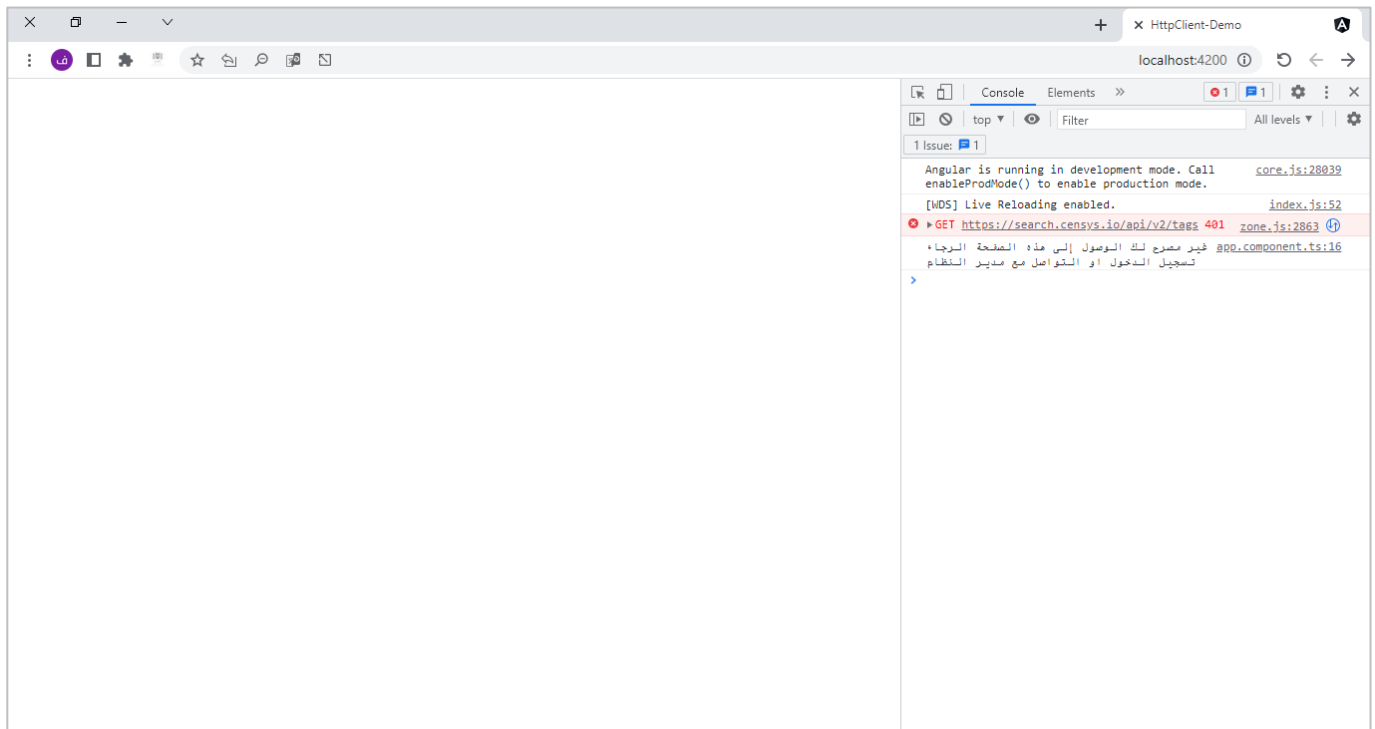 HttpClient-Demo
ف
localhost:4200
Console Elements
1 1
top Filter All levels
1 Issue: 1
Angular is running in development mode. Call core.js:28039
enableProdMode() to enable production mode.
[WDS] Live Reloading enabled. index.js:52
GET https://search.censys.io/api/v2/tags 401 zone.js:2863
غير مصرح لك الوصول إلى هذه الصفحة الرجاء app.component.ts:16
تسجيل الدخول او التواصل مع مدير النظام